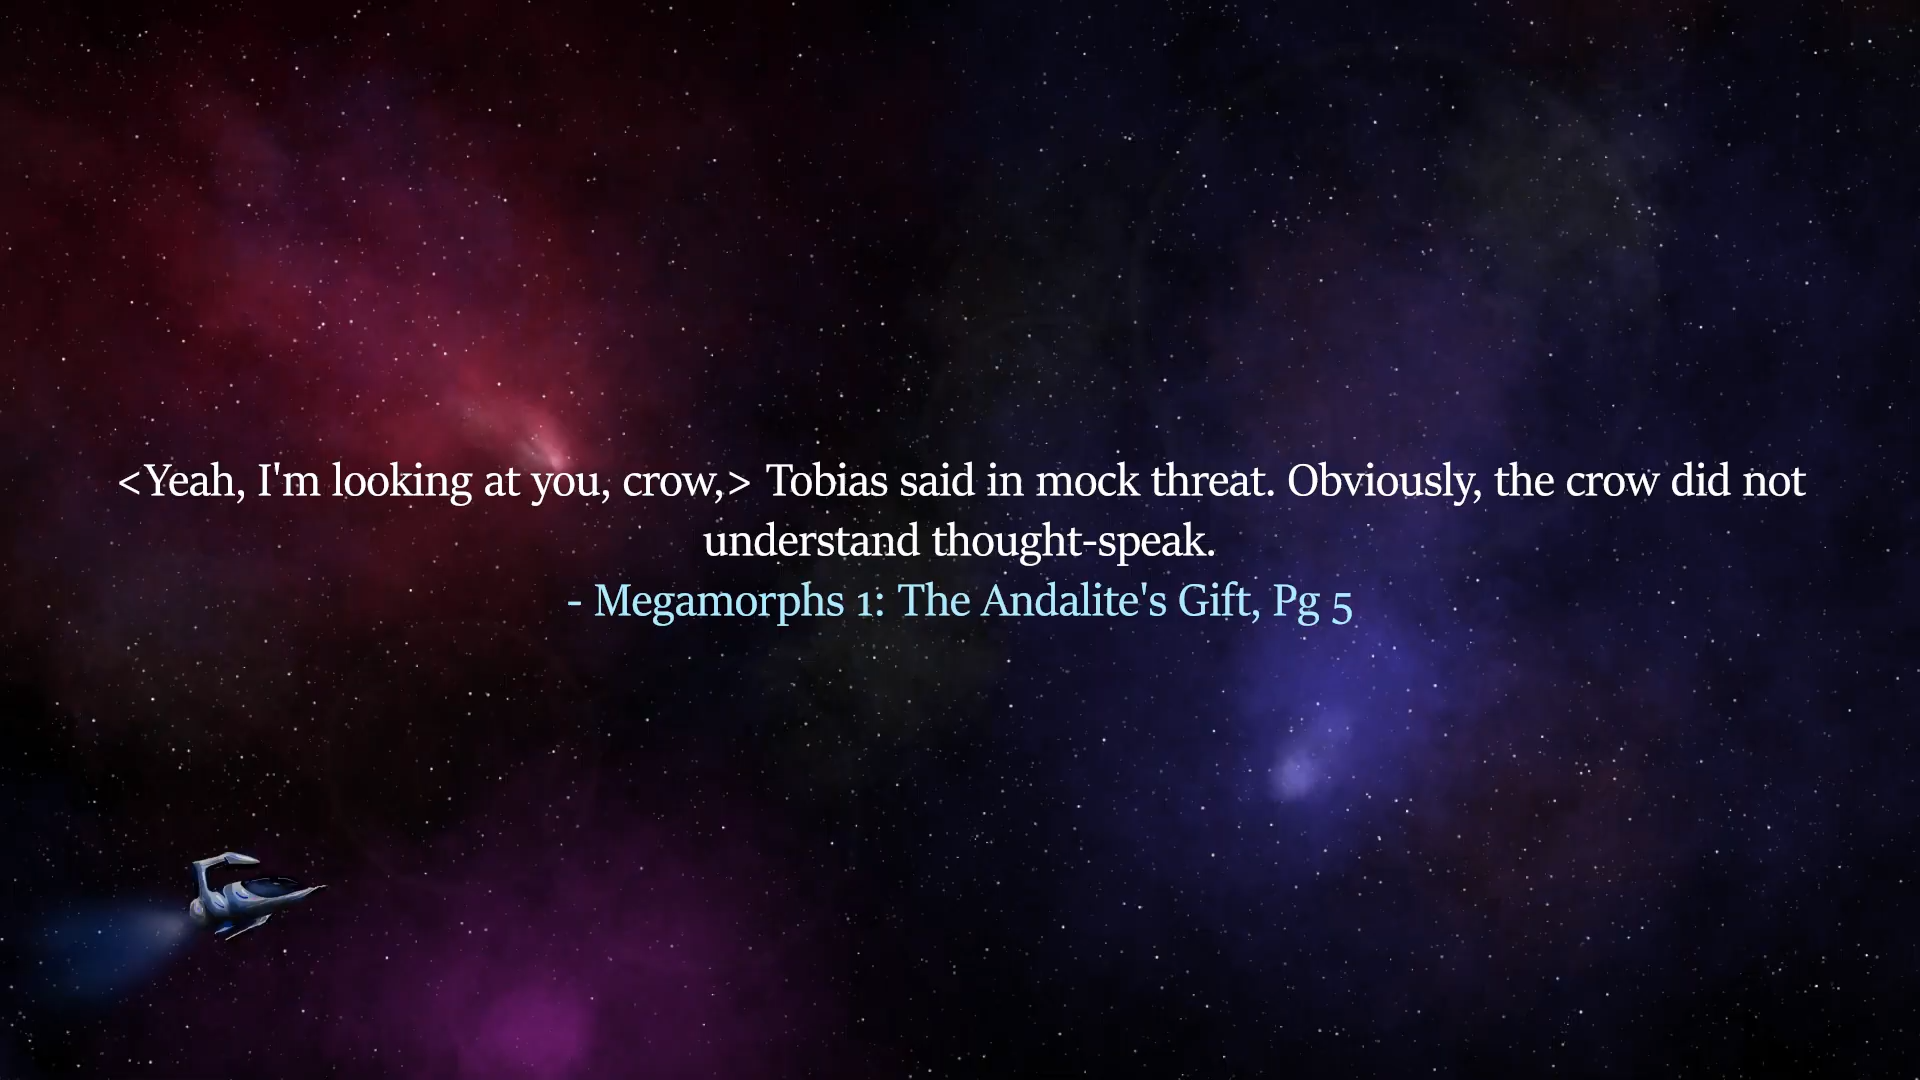 <Yeah, I'm looking at you, crow,> Tobias said in mock threat. Obviously, the crow did not
understand thought-speak.
- Megamorphs 1: The Andalite's Gift, Pg 5